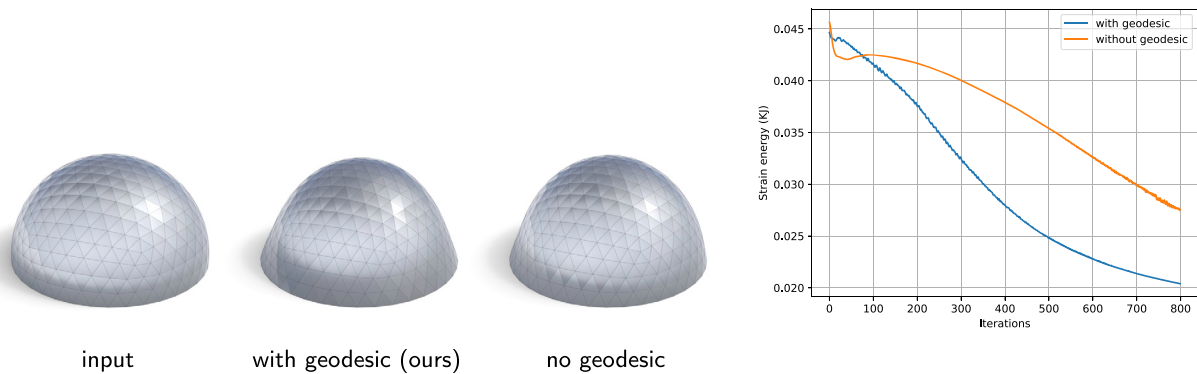 with geodesic
without geodesic
0.045
0.040
0.035
0.030
0.025
0.020
Strain energy (KJ)
0 100 200 300 400 500 600 700 800
Iterations
input with geodesic (ours) no geodesic